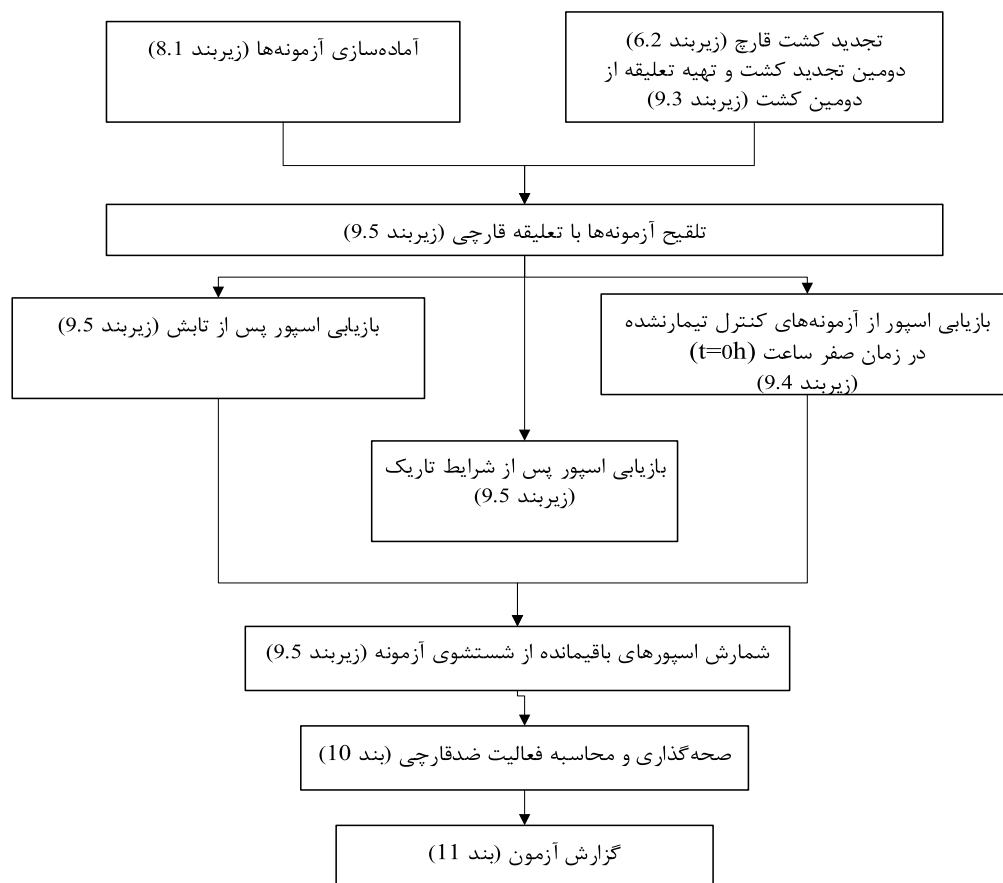 تجدید کشت قارچ (زیربند 6.2)
دومین تجدید کشت و تهیه تعلیقه از
دومین کشت (زیربند 9.3)
آماده‌سازی آزمونه‌ها (زیربند 8.1)
تلقیح آزمونه‌ها با تعلیقه قارچی (زیربند 9.5)
بازیابی اسپور از آزمونه‌های کنترل تیمارنشده
در زمان صفر ساعت (t=0h)
(زیربند 9.4)
بازیابی اسپور پس از تابش (زیربند 9.5)
بازیابی اسپور پس از شرایط تاریک
(زیربند 9.5)
شمارش اسپورهای باقیمانده از شستشوی آزمونه (زیربند 9.5)
صحه‌گذاری و محاسبه فعالیت ضدقارچی (بند 10)
گزارش آزمون (بند 11)